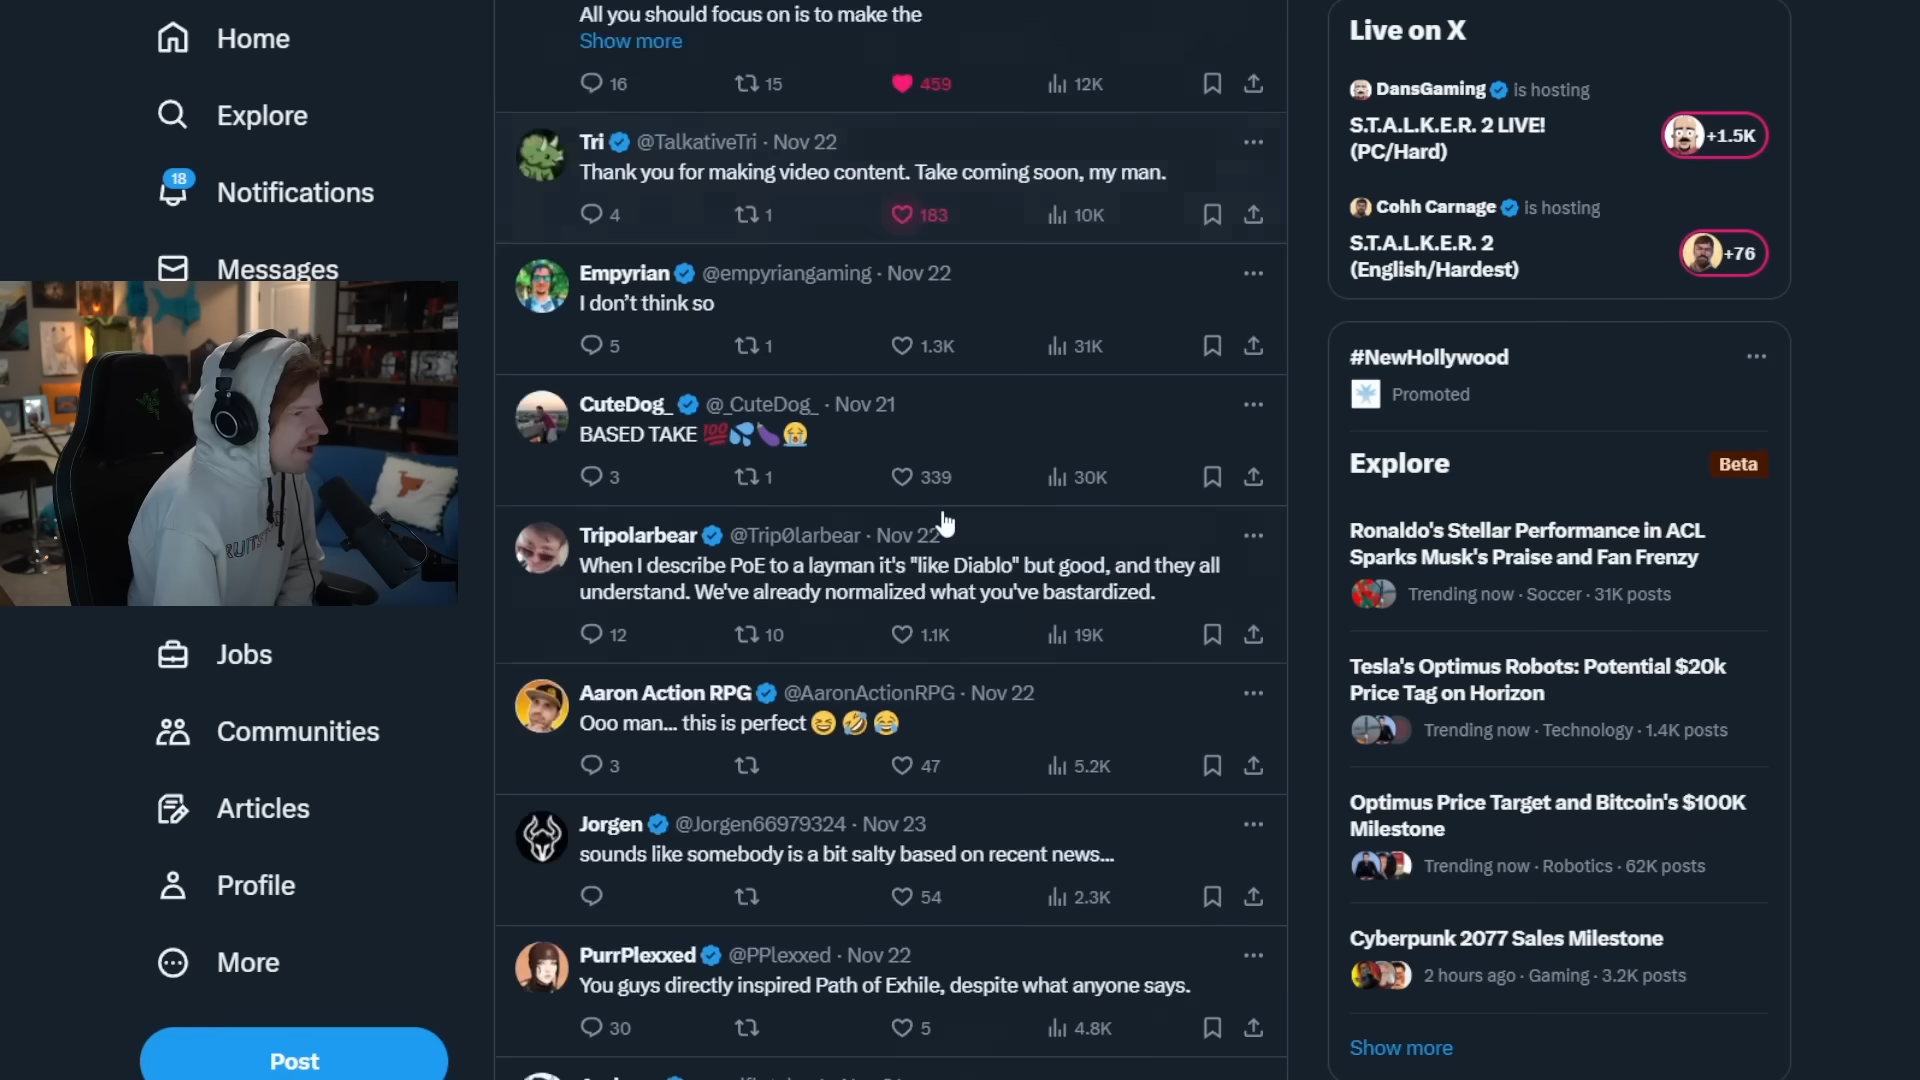 Home
Explore
18
Notifications
Messages
Jobs
Communities
Articles
Profile
More
Post
All you should focus on is to make the
Show more
16 15 459 12K
Tri @TalkativeTri · Nov 22
Thank you for making video content. Take coming soon, my man.
4 1 183 10K
Empyrian @empyriangaming · Nov 22
I don't think so
5 1 1.3K 31K
CuteDog_ @_CuteDog_ · Nov 21
BASED TAKE 💯💦🍆😭
3 1 339 30K
Tripolarbear @Trip0larbear · Nov 22
When I describe PoE to a layman it's "like Diablo" but good, and they all
understand. We've already normalized what you've bastardized.
12 10 1.1K 19K
Aaron Action RPG @AaronActionRPG · Nov 22
Ooo man... this is perfect 😆 🤣 😂
3 47 5.2K
Jorgen @Jorgen66979324 · Nov 23
sounds like somebody is a bit salty based on recent news...
54 2.3K
PurrPlexxed @PPlexxed · Nov 22
You guys directly inspired Path of Exhile, despite what anyone says.
30 5 4.8K
Live on X
DansGaming is hosting
S.T.A.L.K.E.R. 2 LIVE!
(PC/Hard)
+1.5K
Cohh Carnage is hosting
S.T.A.L.K.E.R. 2
(English/Hardest)
+76
#NewHollywood
Promoted
Explore
Beta
Ronaldo's Stellar Performance in ACL
Sparks Musk's Praise and Fan Frenzy
Trending now · Soccer · 31K posts
Tesla's Optimus Robots: Potential $20k
Price Tag on Horizon
Trending now · Technology · 1.4K posts
Optimus Price Target and Bitcoin's $100K
Milestone
Trending now · Robotics · 62K posts
Cyberpunk 2077 Sales Milestone
2 hours ago · Gaming · 3.2K posts
Show more